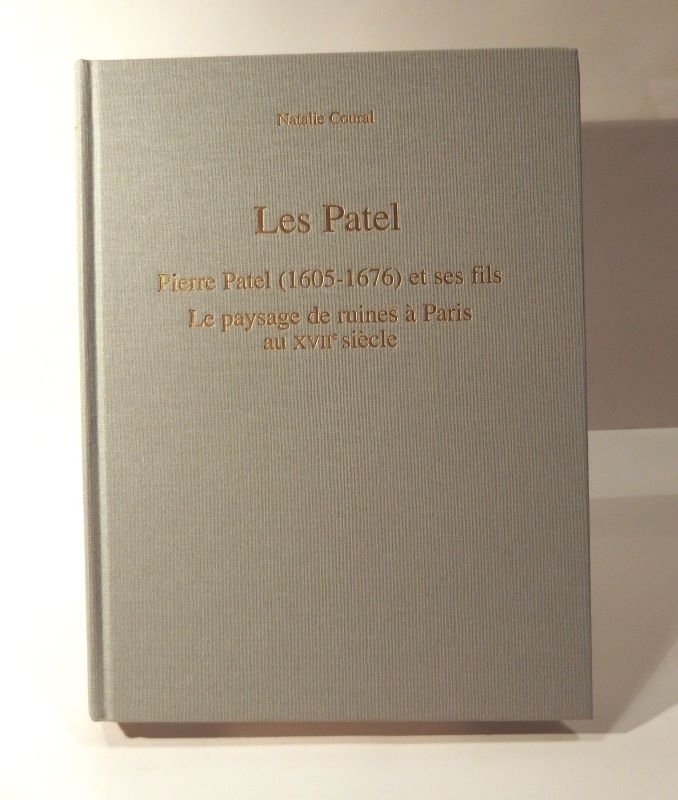 Natalie Coural
Les Patel
Pierre Patel (1605-1676) et ses fils
Le paysage de ruines à Paris
au XVIIe siècle